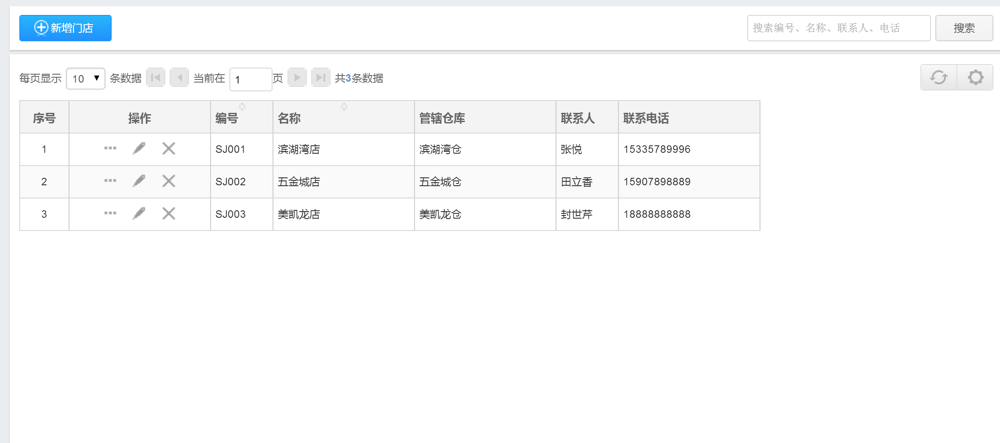 新增门店 搜索编号、名称、联系人、电话 搜索
每页显示 10 条数据 当前在 1 页 共3条数据
序号 操作 编号 名称 管辖仓库 联系人 联系电话
1 SJ001 滨湖湾店 滨湖湾仓 张悦 15335789996
2 SJ002 五金城店 五金城仓 田立香 15907898889
3 SJ003 美凯龙店 美凯龙仓 封世芹 18888888888